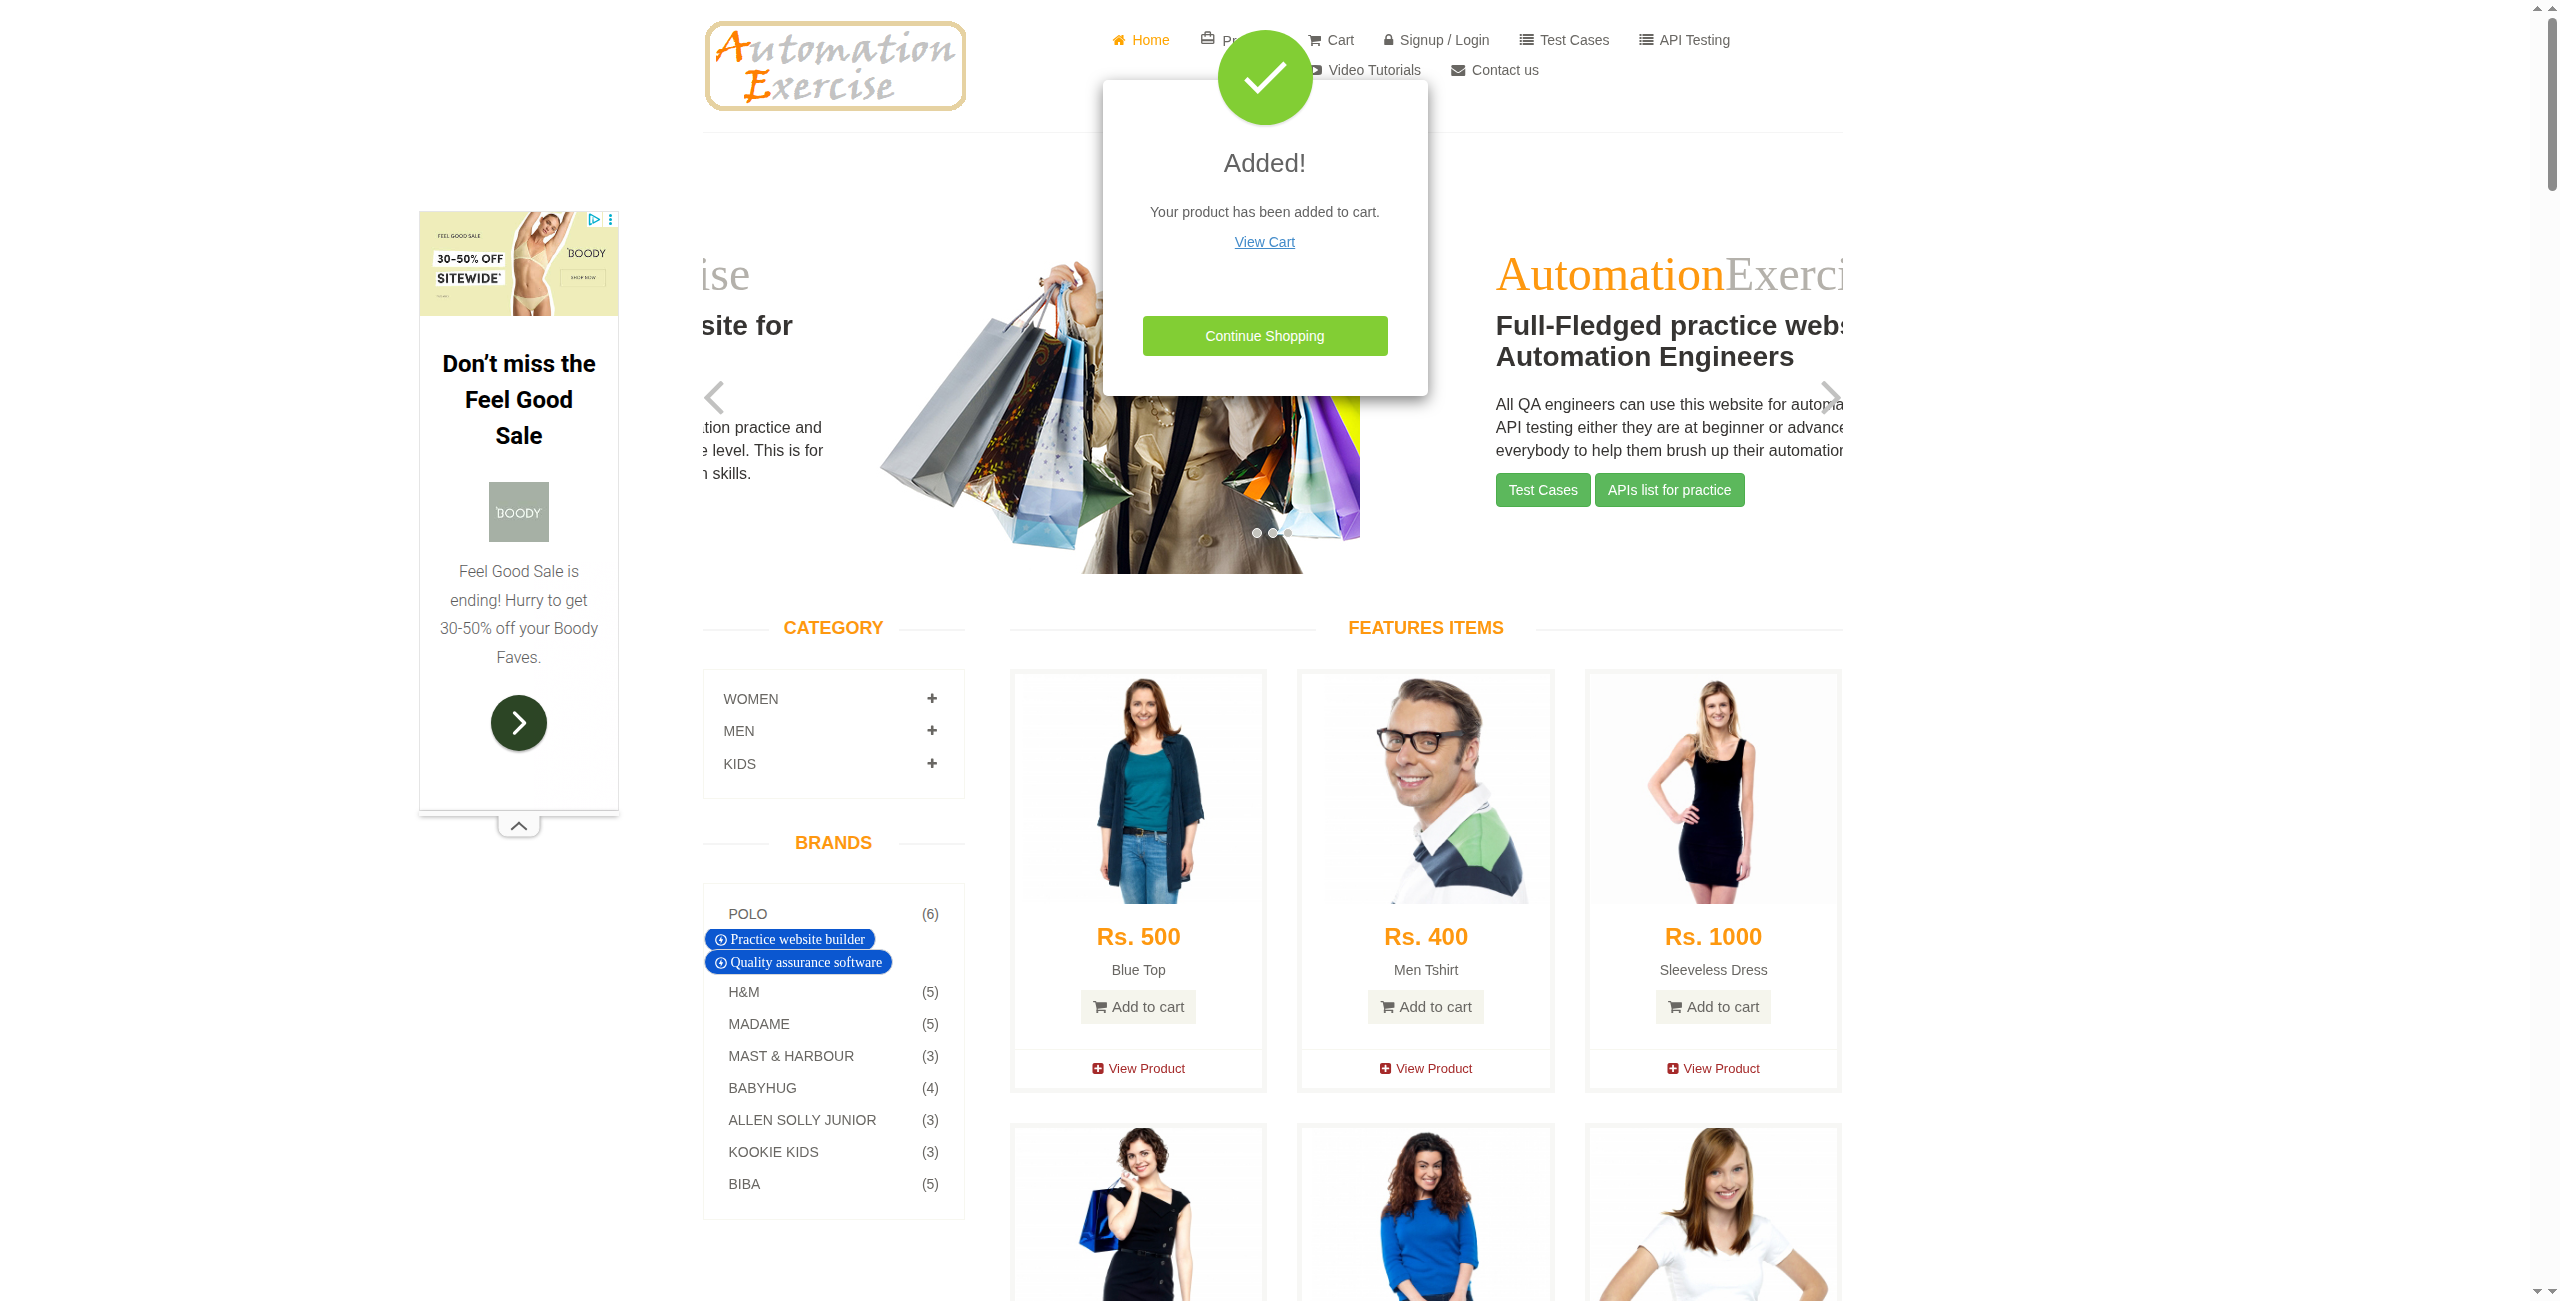 Automation
Exercise
Home
Cart
Signup / Login
Test Cases
API Testing
Video Tutorials
Contact us
Added!
Your product has been added to cart.
View Cart
Continue Shopping
FEEL GOOD SALE
30-50% OFF
SITEWIDE*
BOODY
SHOP NOW
Don't miss the
Feel Good
Sale
BOODY
Feel Good Sale is
ending! Hurry to get
30-50% off your Boody
Faves.
ise
site for
tion practice and
e level. This is for
n skills.
AutomationExerci
Full-Fledged practice webs
Automation Engineers
All QA engineers can use this website for automa
API testing either they are at beginner or advance
everybody to help them brush up their automation
Test Cases
APIs list for practice
CATEGORY
WOMEN
MEN
KIDS
BRANDS
POLO (6)
Practice website builder
Quality assurance software
H&M (5)
MADAME (5)
MAST & HARBOUR (3)
BABYHUG (4)
ALLEN SOLLY JUNIOR (3)
KOOKIE KIDS (3)
BIBA (5)
FEATURES ITEMS
Rs. 500
Blue Top
Add to cart
View Product
Rs. 400
Men Tshirt
Add to cart
View Product
Rs. 1000
Sleeveless Dress
Add to cart
View Product